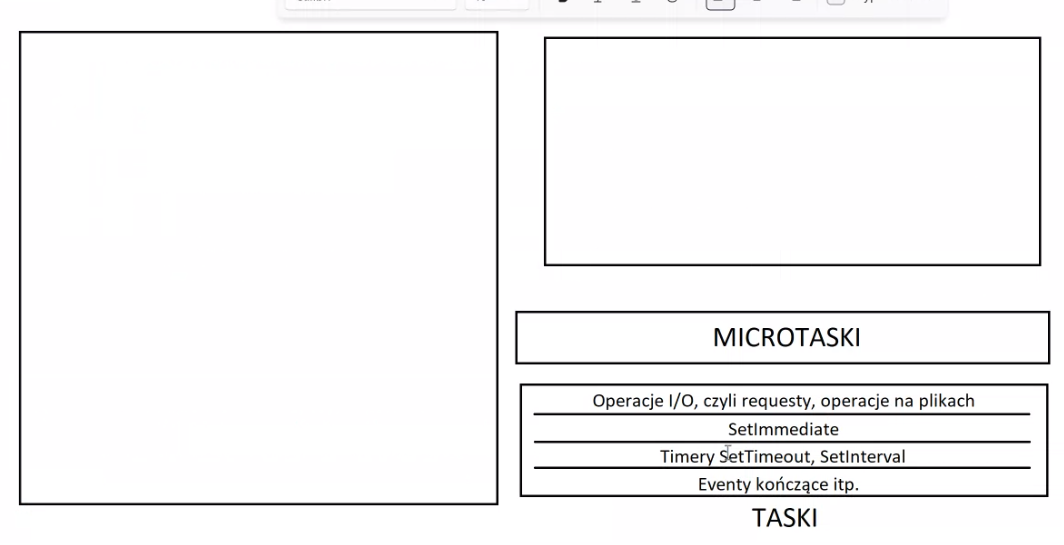 MICROTASKI
Operacje I/O, czyli requesty, operacje na plikach
SetImmediate
Timery SetTimeout, SetInterval
Eventy kończące itp.
TASKI